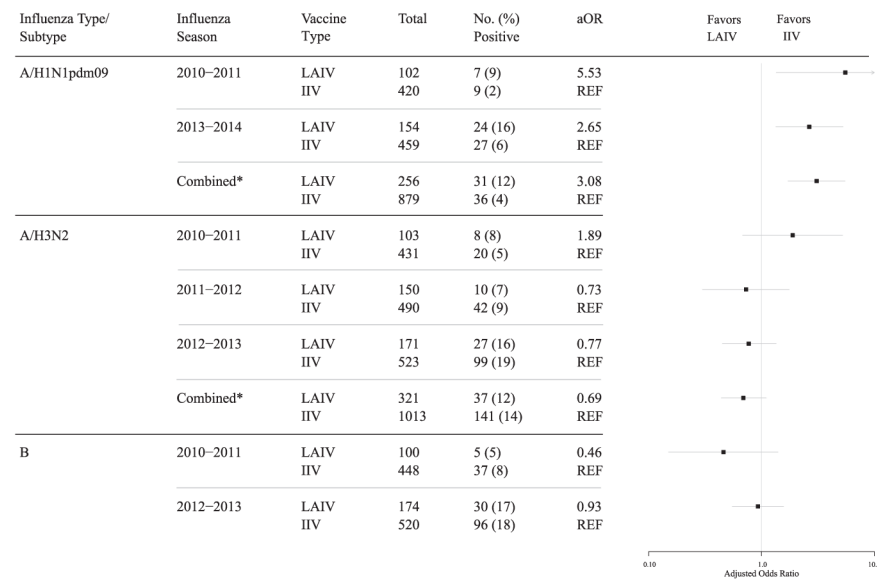 Influenza Type/ Influenza Vaccine Total No. (%) aOR Favors Favors
Subtype Season Type Positive LAIV IIV
A/H1N1pdm09 2010−2011 LAIV 102 7 (9) 5.53
IIV 420 9 (2) REF
2013−2014 LAIV 154 24 (16) 2.65
IIV 459 27 (6) REF
Combined* LAIV 256 31 (12) 3.08
IIV 879 36 (4) REF
A/H3N2 2010−2011 LAIV 103 8 (8) 1.89
IIV 431 20 (5) REF
2011−2012 LAIV 150 10 (7) 0.73
IIV 490 42 (9) REF
2012−2013 LAIV 171 27 (16) 0.77
IIV 523 99 (19) REF
Combined* LAIV 321 37 (12) 0.69
IIV 1013 141 (14) REF
B 2010−2011 LAIV 100 5 (5) 0.46
IIV 448 37 (8) REF
2012−2013 LAIV 174 30 (17) 0.93
IIV 520 96 (18) REF
0.10 1.0 10.
Adjusted Odds Ratio